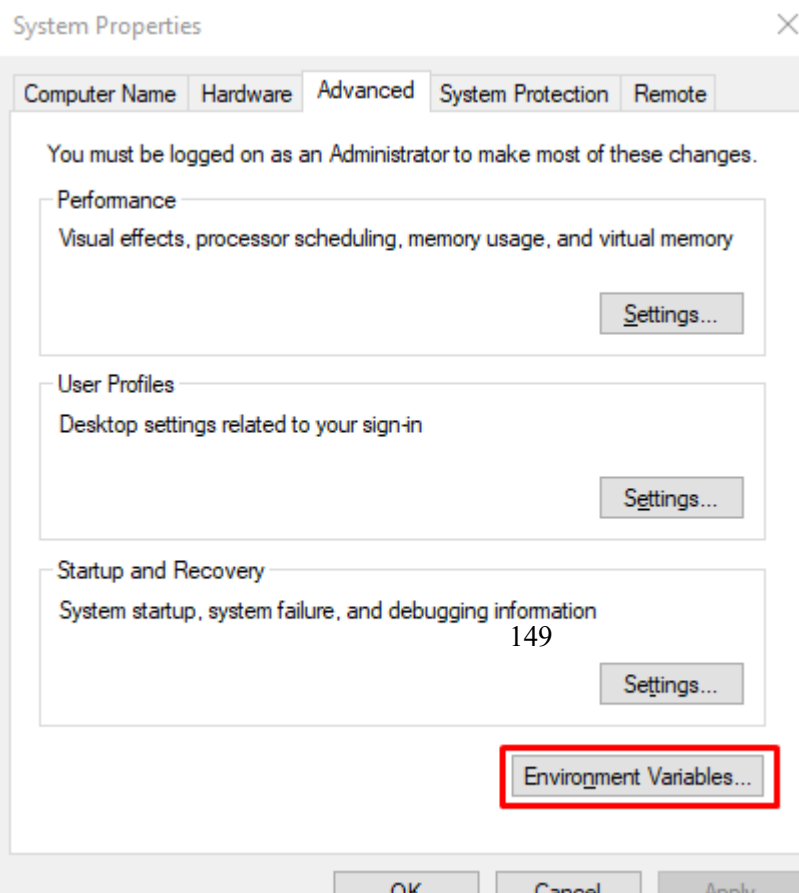 System Properties
Computer Name Hardware Advanced System Protection Remote
You must be logged on as an Administrator to make most of these changes.
Performance
Visual effects, processor scheduling, memory usage, and virtual memory
Settings...
User Profiles
Desktop settings related to your sign-in
Settings...
Startup and Recovery
System startup, system failure, and debugging information
149
Settings...
Environment Variables...
OK Cancel Apply